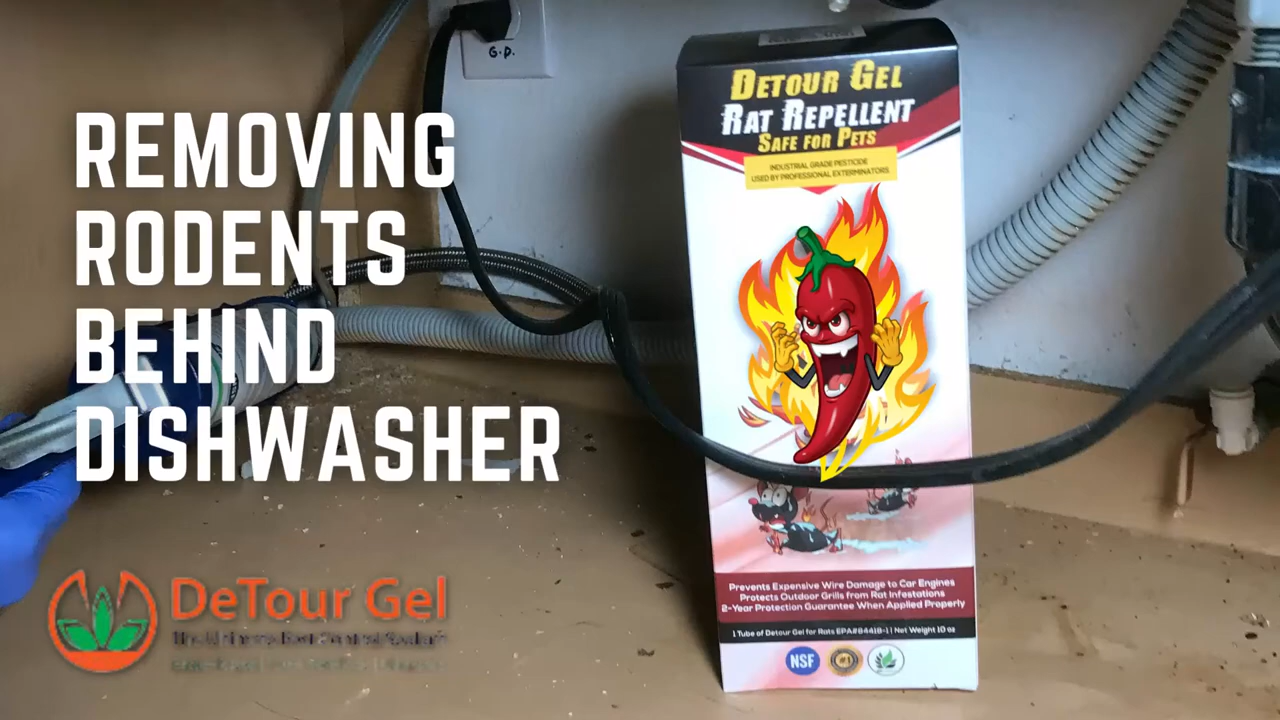 G.P.
REMOVING
RODENTS
BEHIND
DISHWASHER
DeTour Gel
DETOUR GEL
RAT REPELLENT
SAFE FOR PETS
INDUSTRIAL GRADE PESTICIDE
USED BY PROFESSIONAL EXTERMINATORS
Prevents Expensive Wire Damage to Car Engines
Protects Outdoor Grills from Rat Infestations
2-Year Protection Guarantee When Applied Properly
1 Tube of Detour Gel for Rats EPA#84418-1 | Net Weight 10 oz
NSF
#1